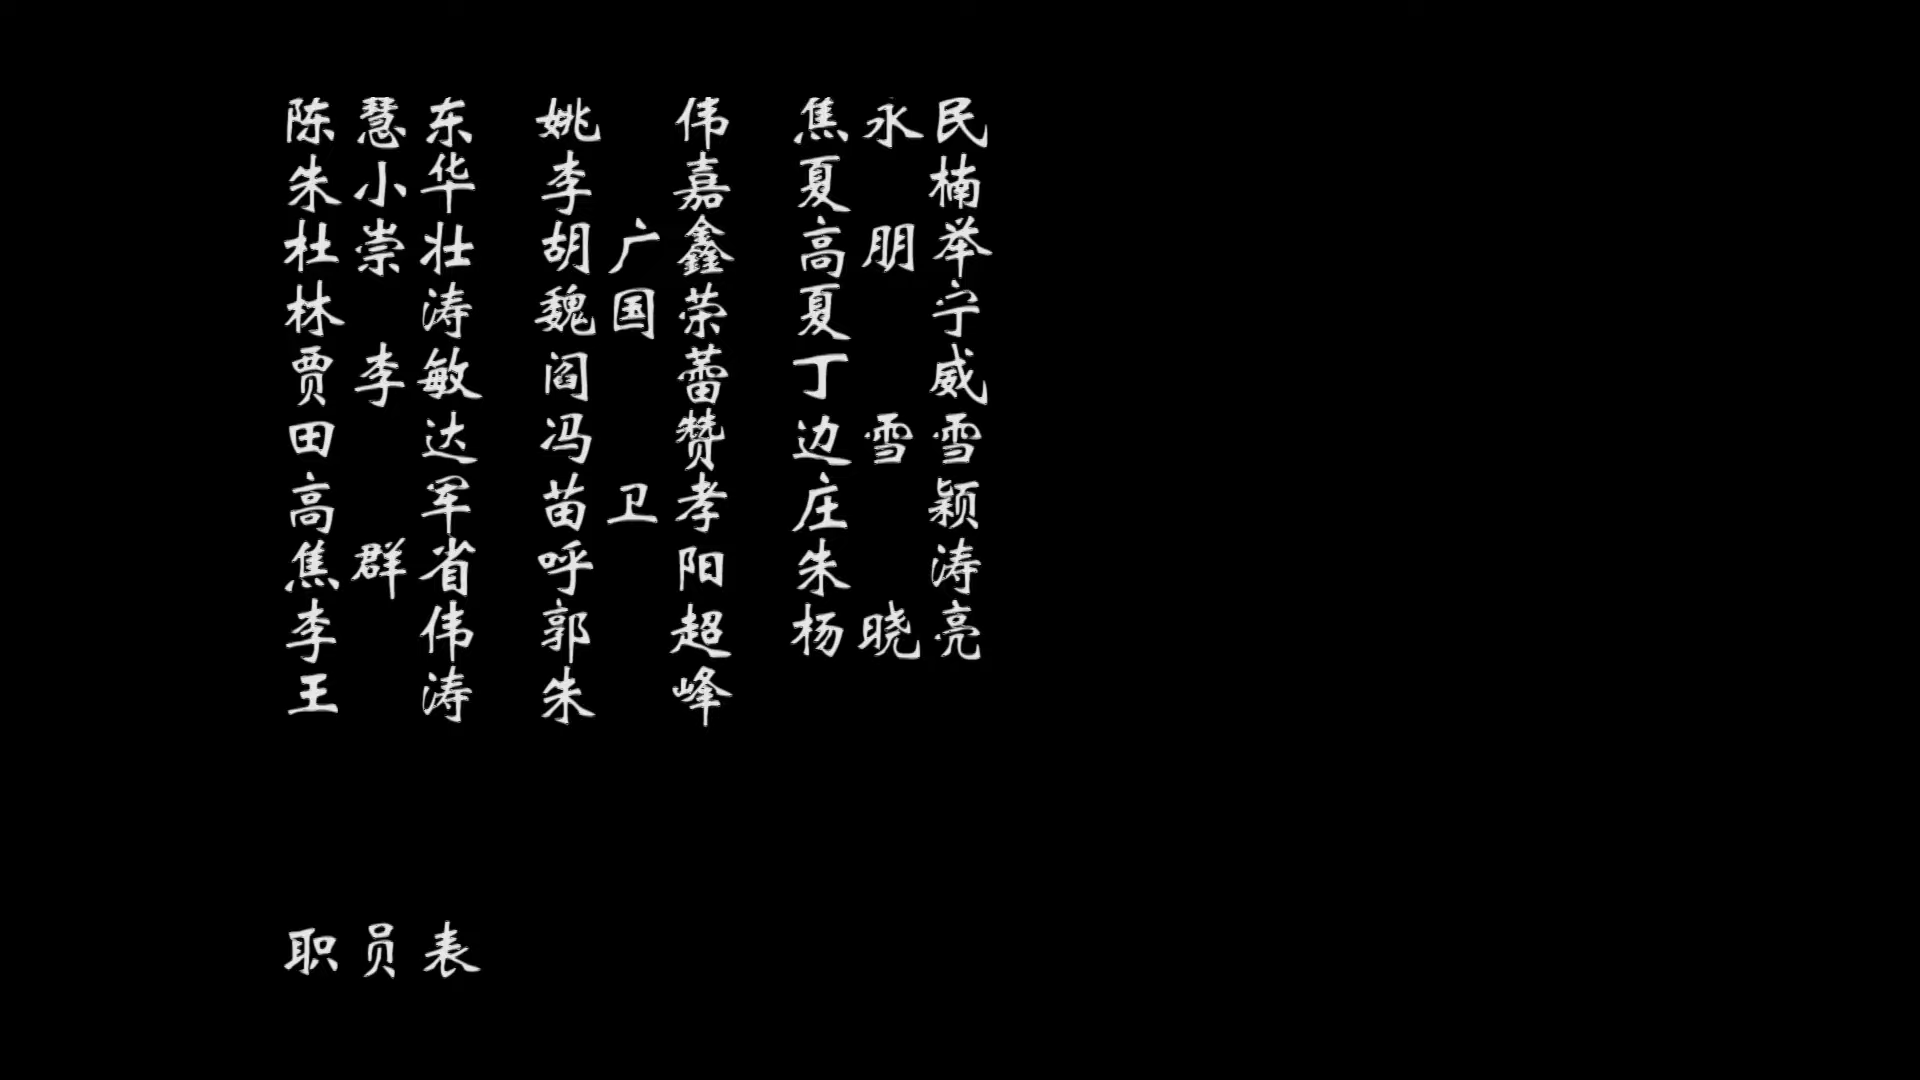 陈慧东 姚伟 焦永民
朱小华 李嘉 夏楠
杜崇壮 胡广鑫 高朋举
林涛 魏国荣 夏宁
贾李敏 阎蕾 丁威
田达 冯赞 边雪雪
高军 苗卫孝 庄颖
焦群省 呼阳 朱涛
李伟 郭超 杨晓亮
王涛 朱峰
职员表